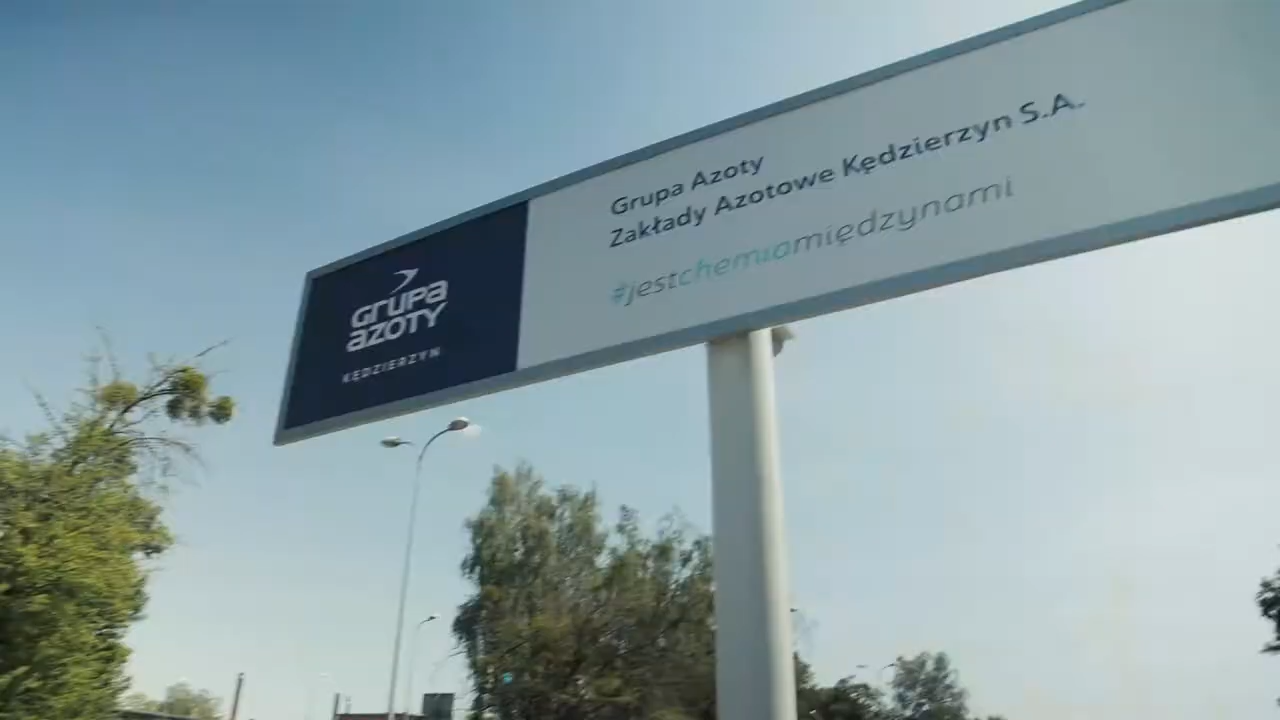 GRUPA
AZOTY
KĘDZIERZYN
Grupa Azoty
Zakłady Azotowe Kędzierzyn S.A.
#jestchemiamiędzynami